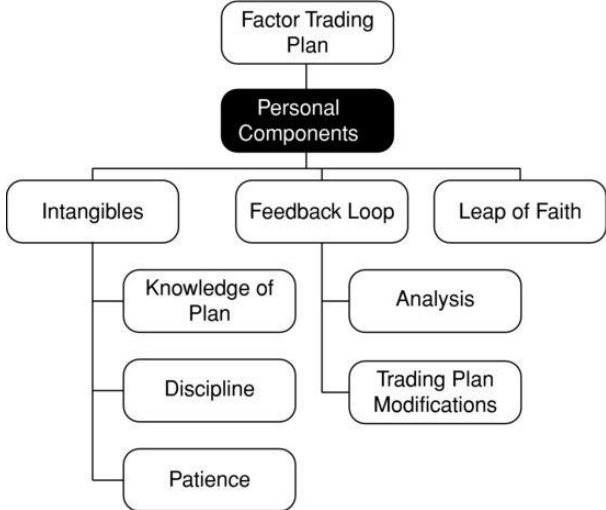 Factor Trading
Plan
Personal
Components
Intangibles
Feedback Loop
Leap of Faith
Knowledge of
Plan
Analysis
Discipline
Trading Plan
Modifications
Patience